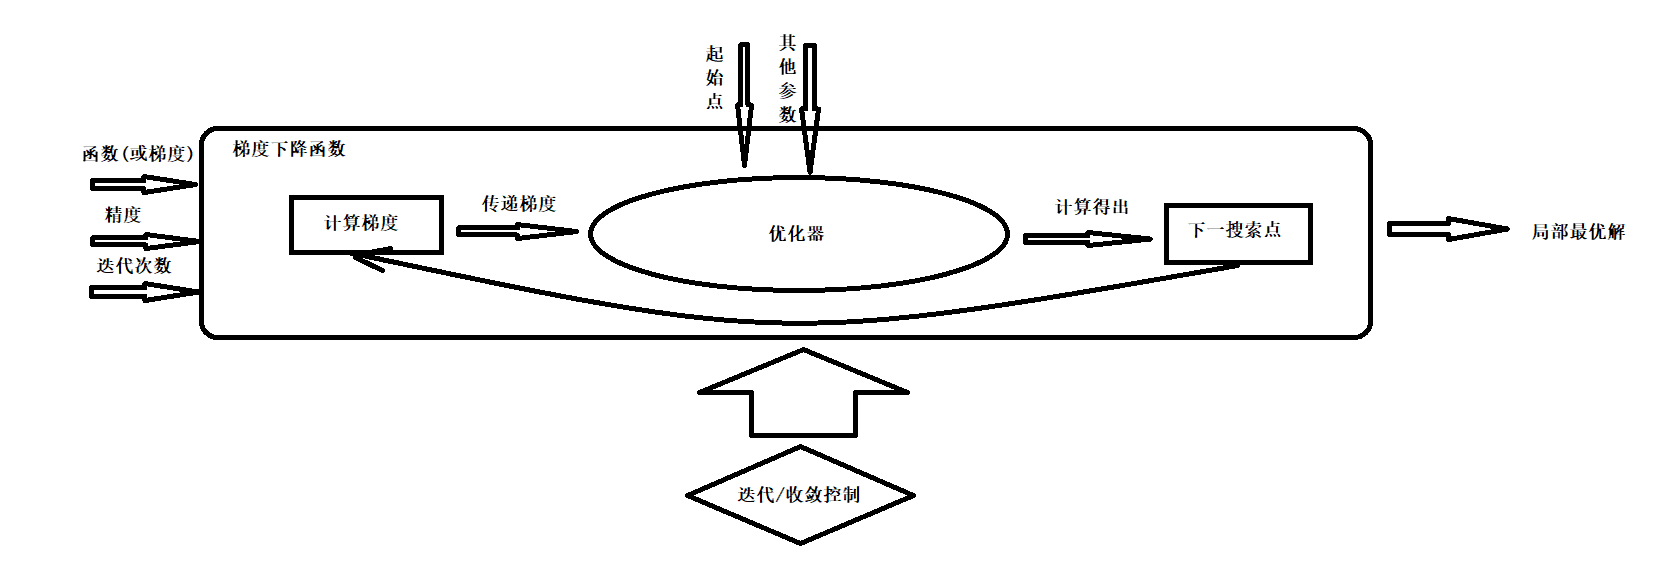 起始点
其他参数
函数(或梯度)
梯度下降函数
精度
迭代次数
计算梯度
传递梯度
优化器
计算得出
下一搜索点
局部最优解
迭代/收敛控制